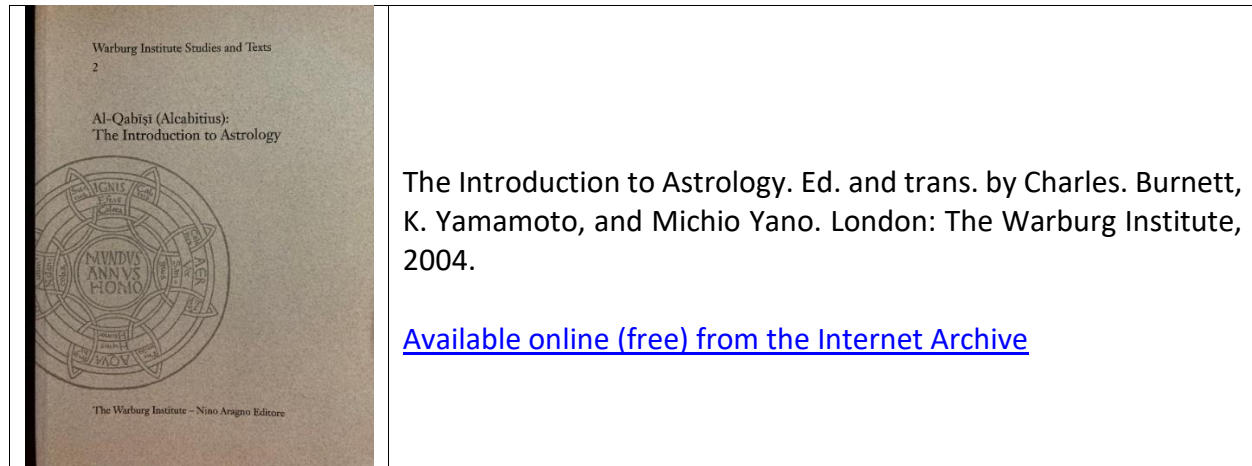 Warburg Institute Studies and Texts
2
Al-Qabīṣī (Alcabitius):
The Introduction to Astrology
IGNIS
AER
MVNDVS
ANNVS
HOMO
AQVA
The Warburg Institute – Nino Aragno Editore
The Introduction to Astrology. Ed. and trans. by Charles. Burnett,
K. Yamamoto, and Michio Yano. London: The Warburg Institute,
2004.
Available online (free) from the Internet Archive